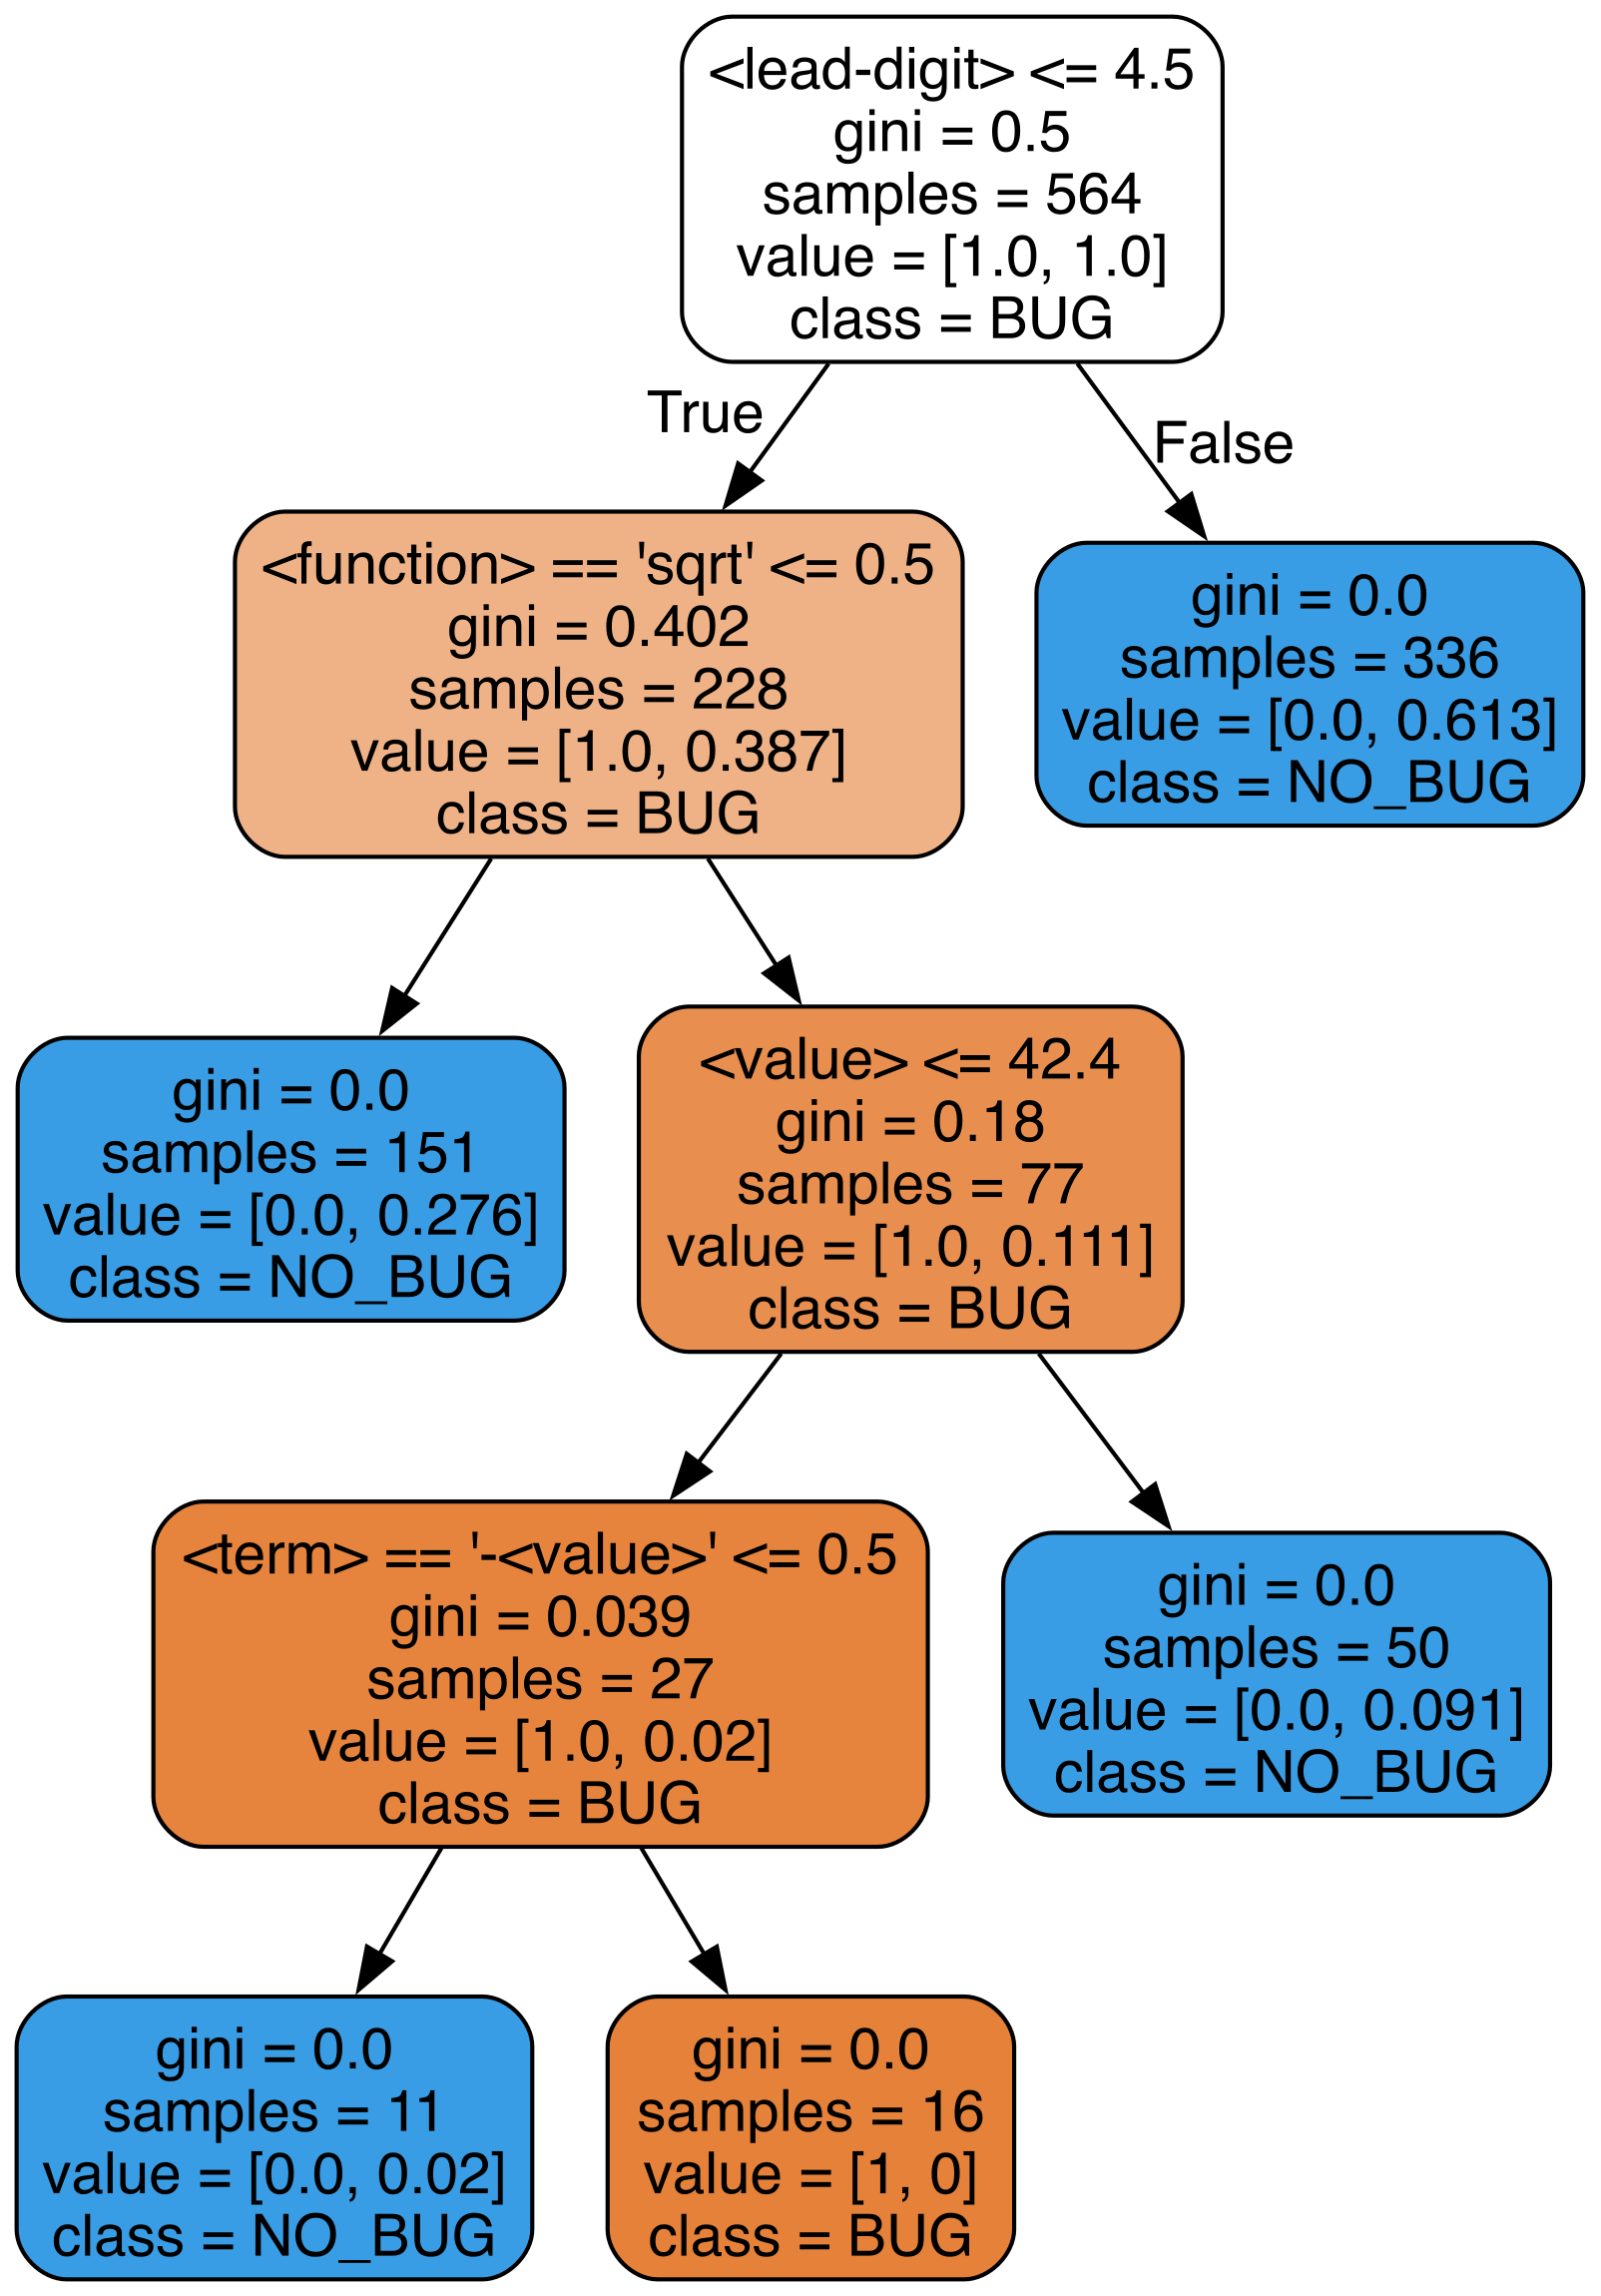 <lead-digit> <= 4.5
gini = 0.5
samples = 564
value = [1.0, 1.0]
class = BUG
True
False
<function> == 'sqrt' <= 0.5
gini = 0.402
samples = 228
value = [1.0, 0.387]
class = BUG
gini = 0.0
samples = 336
value = [0.0, 0.613]
class = NO_BUG
gini = 0.0
samples = 151
value = [0.0, 0.276]
class = NO_BUG
<value> <= 42.4
gini = 0.18
samples = 77
value = [1.0, 0.111]
class = BUG
<term> == '-<value>' <= 0.5
gini = 0.039
samples = 27
value = [1.0, 0.02]
class = BUG
gini = 0.0
samples = 50
value = [0.0, 0.091]
class = NO_BUG
gini = 0.0
samples = 11
value = [0.0, 0.02]
class = NO_BUG
gini = 0.0
samples = 16
value = [1, 0]
class = BUG